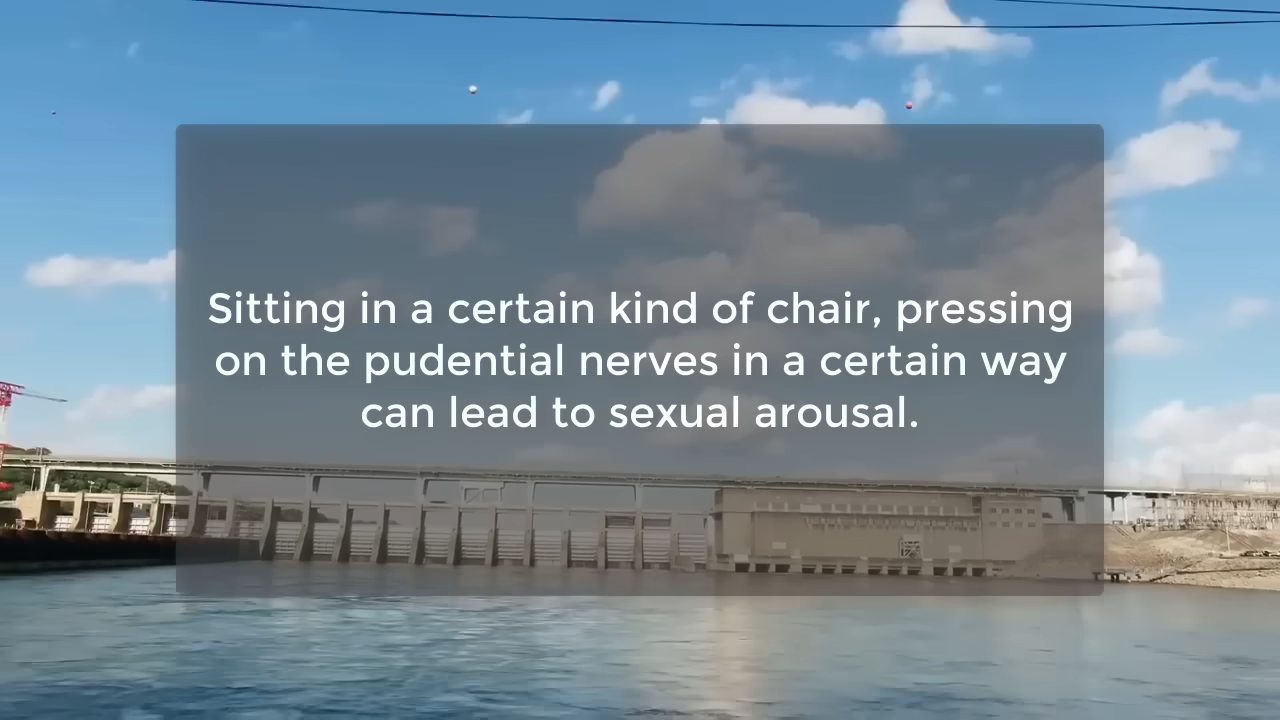 Sitting in a certain kind of chair, pressing
on the pudential nerves in a certain way
can lead to sexual arousal.